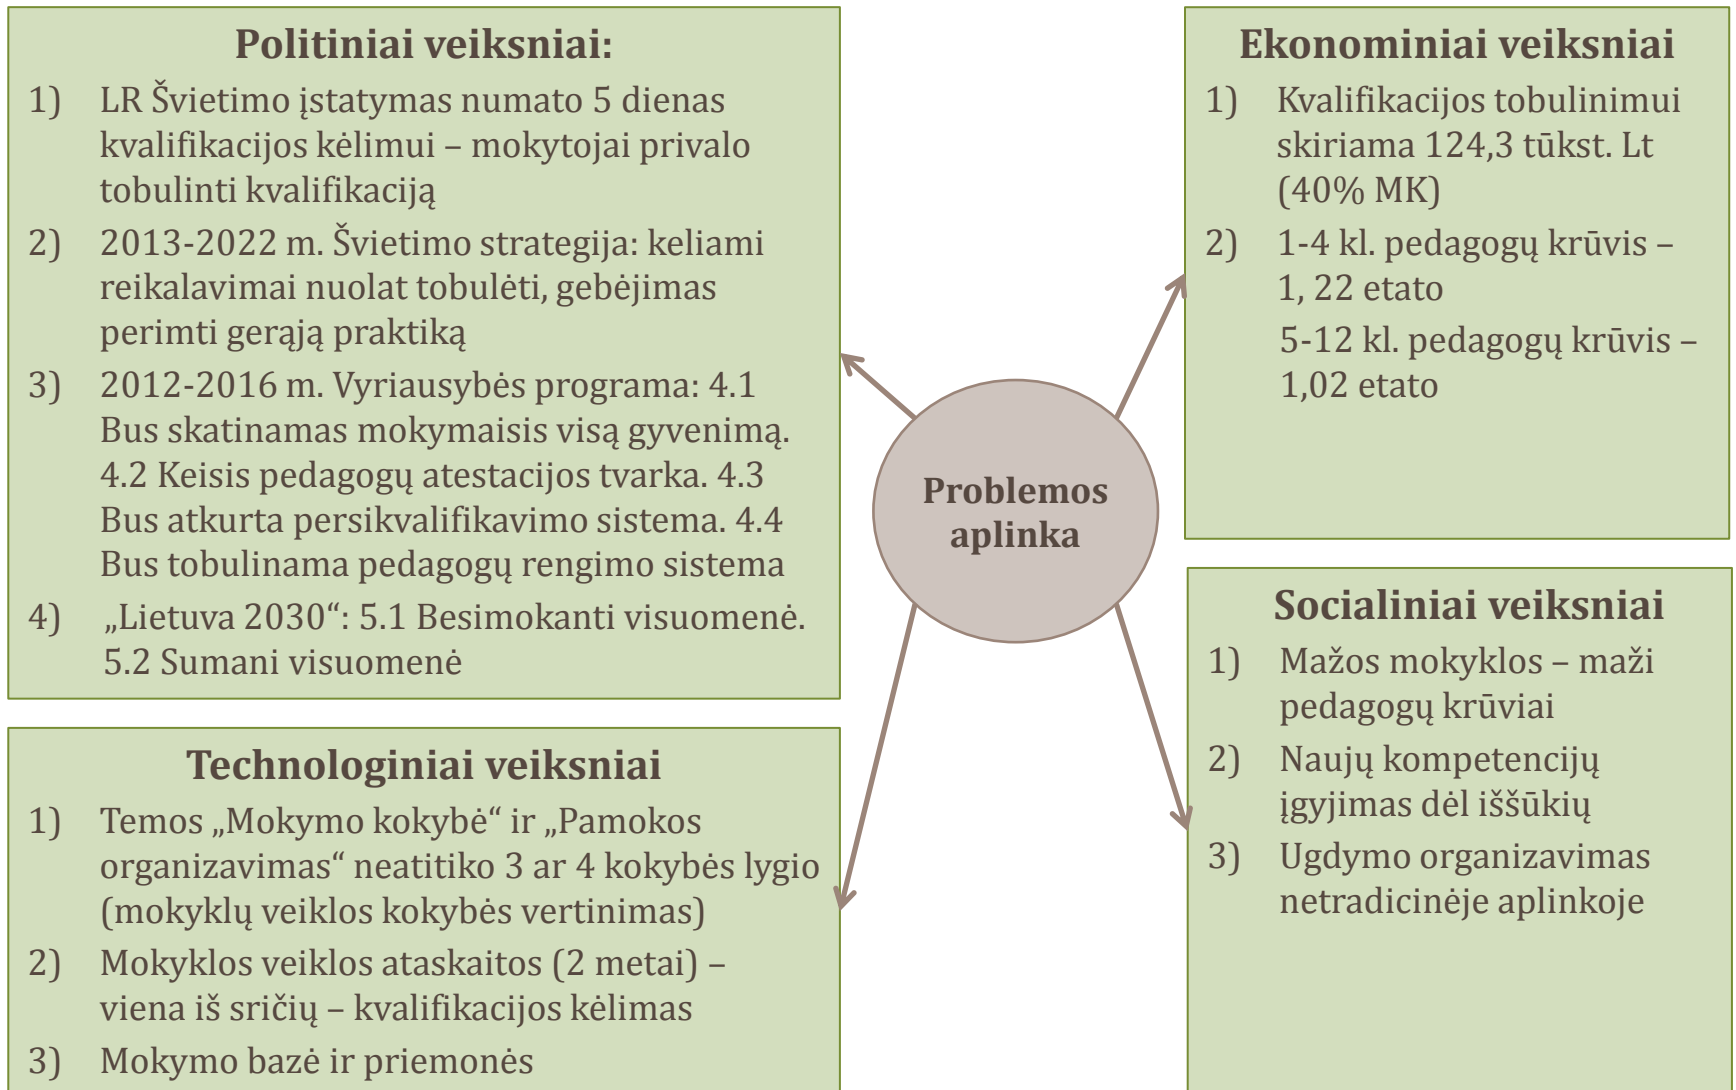 Politiniai veiksniai:
1) LR Švietimo įstatymas numato 5 dienas
kvalifikacijos kėlimui – mokytojai privalo
tobulinti kvalifikaciją
2) 2013-2022 m. Švietimo strategija: keliami
reikalavimai nuolat tobulėti, gebėjimas
perimti gerąją praktiką
3) 2012-2016 m. Vyriausybės programa: 4.1
Bus skatinamas mokymaisis visą gyvenimą.
4.2 Keisis pedagogų atestacijos tvarka. 4.3
Bus atkurta persikvalifikavimo sistema. 4.4
Bus tobulinama pedagogų rengimo sistema
4) „Lietuva 2030“: 5.1 Besimokanti visuomenė.
5.2 Sumani visuomenė
Ekonominiai veiksniai
1) Kvalifikacijos tobulinimui
skiriama 124,3 tūkst. Lt
(40% MK)
2) 1-4 kl. pedagogų krūvis –
1, 22 etato
5-12 kl. pedagogų krūvis –
1,02 etato
Problemos
aplinka
Technologiniai veiksniai
1) Temos „Mokymo kokybė“ ir „Pamokos
organizavimas“ neatitiko 3 ar 4 kokybės lygio
(mokyklų veiklos kokybės vertinimas)
2) Mokyklos veiklos ataskaitos (2 metai) –
viena iš sričių – kvalifikacijos kėlimas
3) Mokymo bazė ir priemonės
Socialiniai veiksniai
1) Mažos mokyklos – maži
pedagogų krūviai
2) Naujų kompetencijų
įgyjimas dėl iššūkių
3) Ugdymo organizavimas
netradicinėje aplinkoje